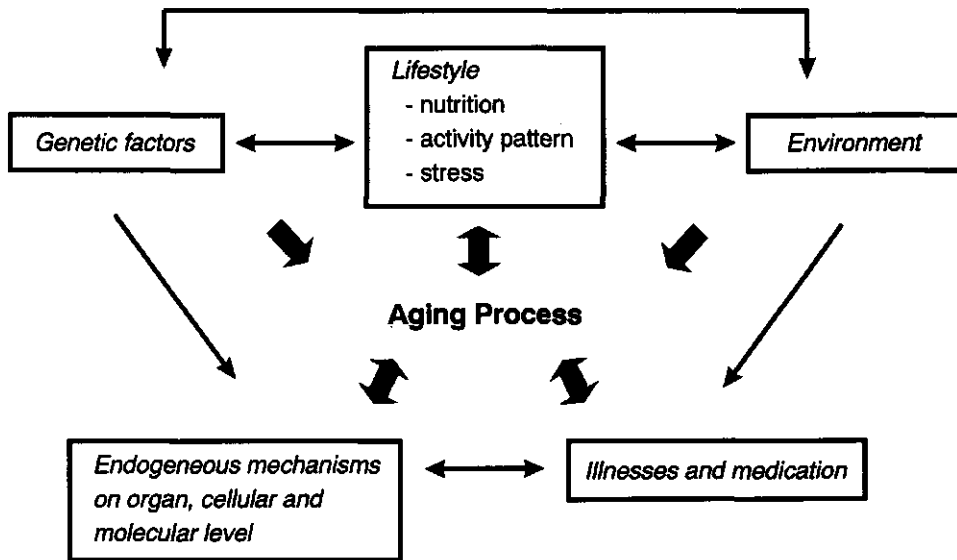 Lifestyle
- nutrition
- activity pattern
- stress
Genetic factors
Environment
Aging Process
Endogeneous mechanisms
on organ, cellular and
molecular level
Illnesses and medication